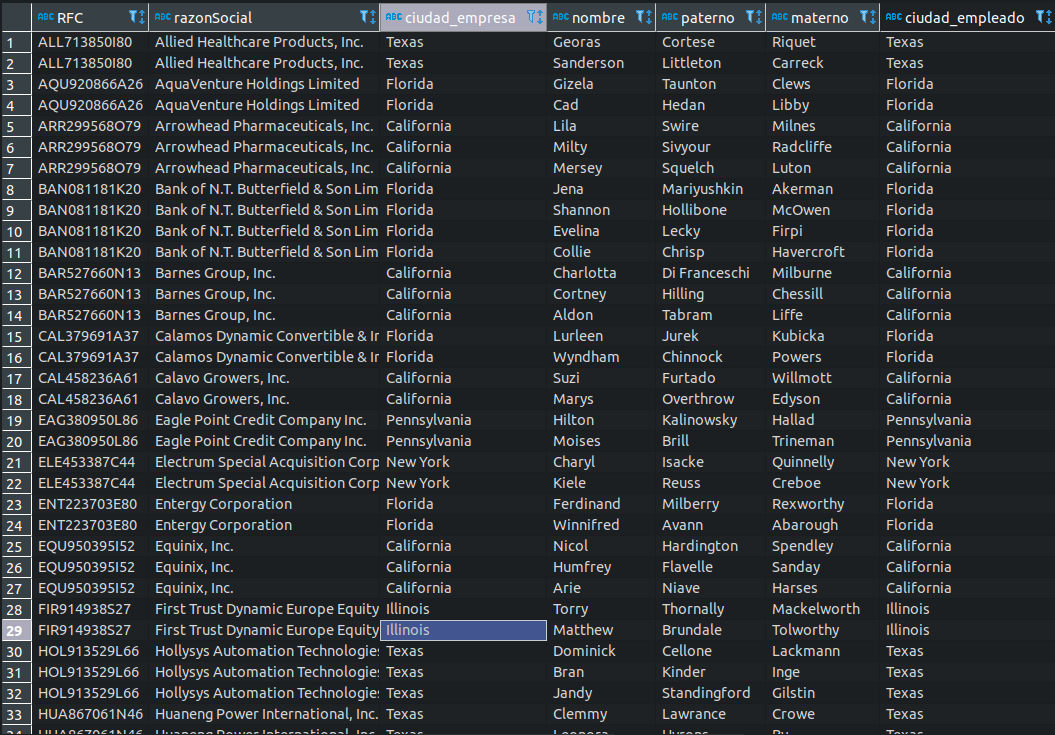 ABC RFC ABC razonSocial ABC ciudad_empresa ABC nombre ABC paterno ABC materno ABC ciudad_empleado
1 ALL713850I80 Allied Healthcare Products, Inc. Texas Georas Cortese Riquet Texas
2 ALL713850I80 Allied Healthcare Products, Inc. Texas Sanderson Littleton Carreck Texas
3 AQU920866A26 AquaVenture Holdings Limited Florida Gizela Taunton Clews Florida
4 AQU920866A26 AquaVenture Holdings Limited Florida Cad Hedan Libby Florida
5 ARR299568O79 Arrowhead Pharmaceuticals, Inc. California Lila Swire Milnes California
6 ARR299568O79 Arrowhead Pharmaceuticals, Inc. California Milty Sivyour Radcliffe California
7 ARR299568O79 Arrowhead Pharmaceuticals, Inc. California Mersey Squelch Luton California
8 BAN081181K20 Bank of N.T. Butterfield & Son Lim Florida Jena Mariyushkin Akerman Florida
9 BAN081181K20 Bank of N.T. Butterfield & Son Lim Florida Shannon Hollibone McOwen Florida
10 BAN081181K20 Bank of N.T. Butterfield & Son Lim Florida Evelina Lecky Firpi Florida
11 BAN081181K20 Bank of N.T. Butterfield & Son Lim Florida Collie Chrisp Havercroft Florida
12 BAR527660N13 Barnes Group, Inc. California Charlotta Di Franceschi Milburne California
13 BAR527660N13 Barnes Group, Inc. California Cortney Hilling Chessill California
14 BAR527660N13 Barnes Group, Inc. California Aldon Tabram Liffe California
15 CAL379691A37 Calamos Dynamic Convertible & Ir Florida Lurleen Jurek Kubicka Florida
16 CAL379691A37 Calamos Dynamic Convertible & Ir Florida Wyndham Chinnock Powers Florida
17 CAL458236A61 Calavo Growers, Inc. California Suzi Furtado Willmott California
18 CAL458236A61 Calavo Growers, Inc. California Marys Overthrow Edyson California
19 EAG380950L86 Eagle Point Credit Company Inc. Pennsylvania Hilton Kalinowsky Hallad Pennsylvania
20 EAG380950L86 Eagle Point Credit Company Inc. Pennsylvania Moises Brill Trineman Pennsylvania
21 ELE453387C44 Electrum Special Acquisition Corp New York Charyl Isacke Quinnelly New York
22 ELE453387C44 Electrum Special Acquisition Corp New York Kiele Reuss Creboe New York
23 ENT223703E80 Entergy Corporation Florida Ferdinand Milberry Rexworthy Florida
24 ENT223703E80 Entergy Corporation Florida Winnifred Avann Abarough Florida
25 EQU950395I52 Equinix, Inc. California Nicol Hardington Spendley California
26 EQU950395I52 Equinix, Inc. California Humfrey Flavelle Sanday California
27 EQU950395I52 Equinix, Inc. California Arie Niave Harses California
28 FIR914938S27 First Trust Dynamic Europe Equity Illinois Torry Thornally Mackelworth Illinois
29 FIR914938S27 First Trust Dynamic Europe Equity Illinois Matthew Brundale Tolworthy Illinois
30 HOL913529L66 Hollysys Automation Technologies Texas Dominick Cellone Lackmann Texas
31 HOL913529L66 Hollysys Automation Technologies Texas Bran Kinder Inge Texas
32 HOL913529L66 Hollysys Automation Technologies Texas Jandy Standingford Gilstin Texas
33 HUA867061N46 Huaneng Power International, Inc. Texas Clemmy Lawrance Crowe Texas
HUA867061N46 Huaneng Power International, Inc. Texas Texas